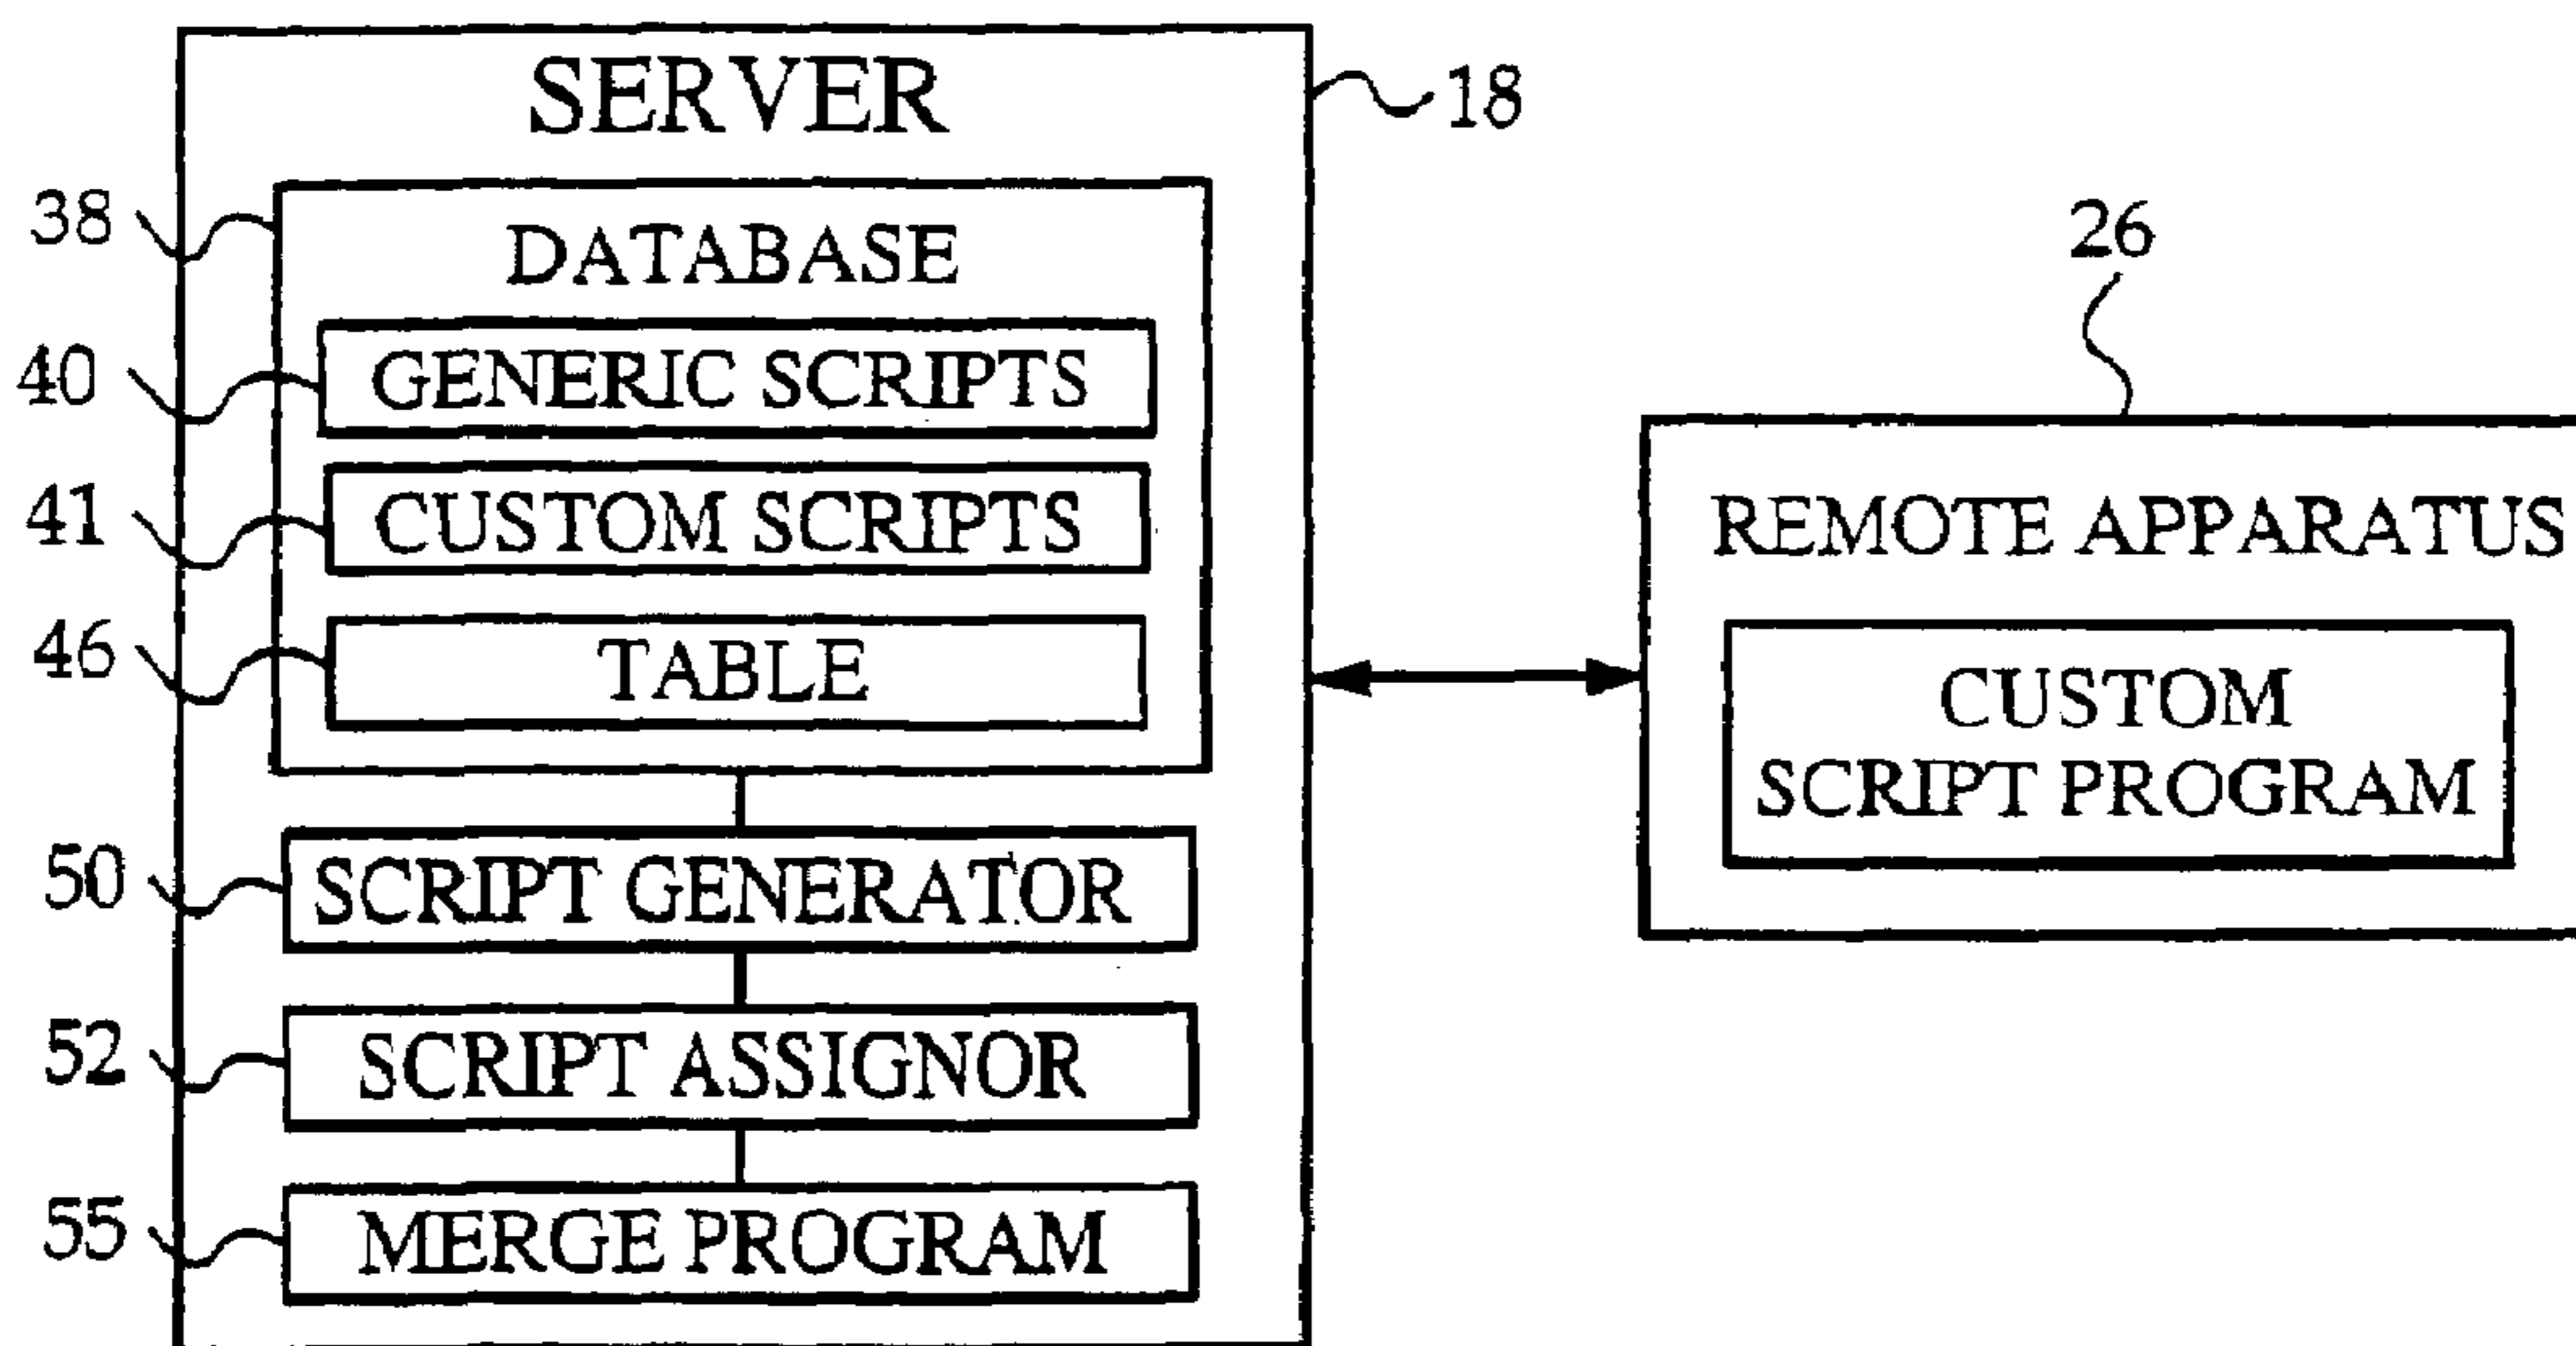 SERVER
18
38
DATABASE
40
GENERIC SCRIPTS
41
CUSTOM SCRIPTS
46
TABLE
50
SCRIPT GENERATOR
52
SCRIPT ASSIGNOR
55
MERGE PROGRAM
26
REMOTE APPARATUS
CUSTOM
SCRIPT PROGRAM